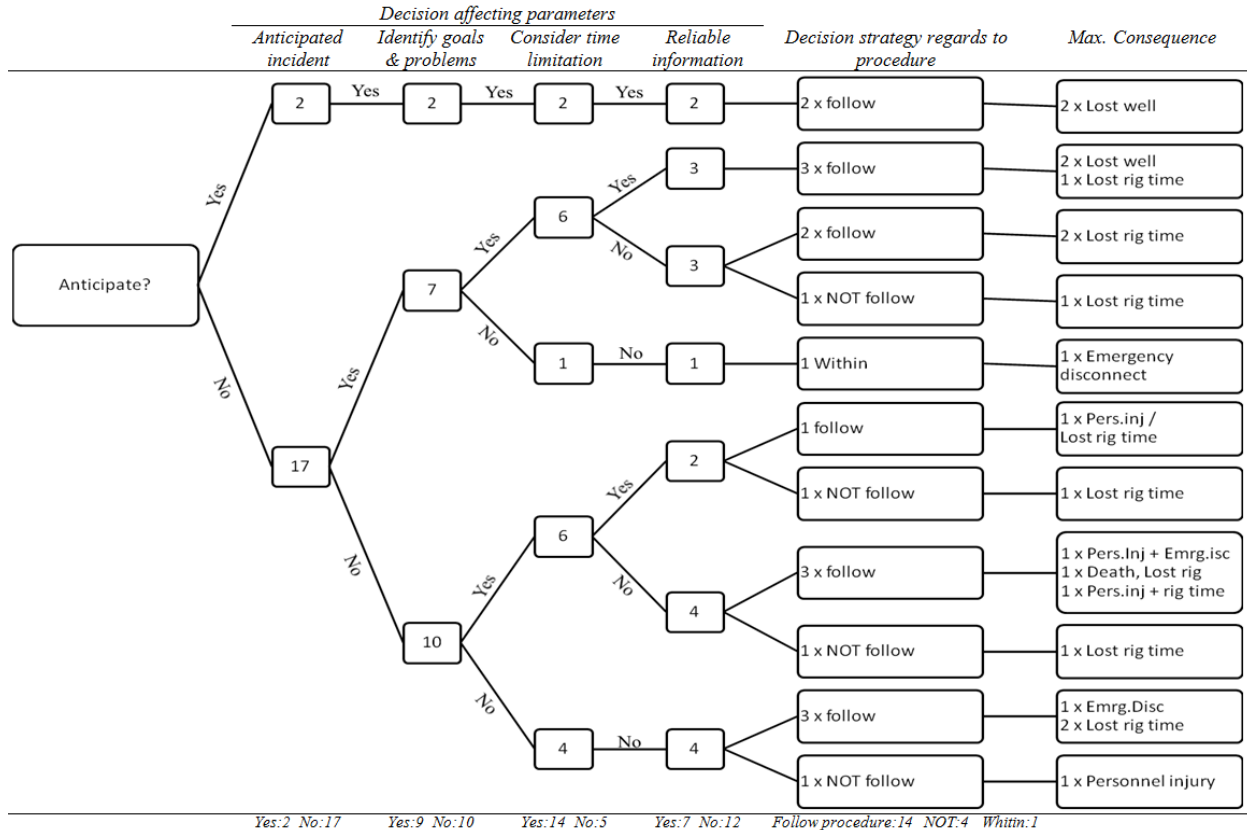 Decision affecting parameters
Anticipated
incident
Identify goals
& problems
Consider time
limitation
Reliable
information
Decision strategy regards to
procedure
Max. Consequence
Anticipate?
Yes
No
2
Yes
2
Yes
2
Yes
2
2 x follow
2 x Lost well
17
Yes
No
7
Yes
No
6
Yes
No
3
3 x follow
2 x Lost well
1 x Lost rig time
3
2 x follow
2 x Lost rig time
1 x NOT follow
1 x Lost rig time
1
No
1
1 Within
1 x Emergency
disconnect
10
Yes
No
6
Yes
No
2
1 follow
1 x Pers.inj /
Lost rig time
1 x NOT follow
1 x Lost rig time
4
3 x follow
1 x Pers.Inj + Emrg.isc
1 x Death, Lost rig
1 x Pers.inj + rig time
1 x NOT follow
1 x Lost rig time
4
No
4
3 x follow
1 x Emrg.Disc
2 x Lost rig time
1 x NOT follow
1 x Personnel injury
Yes:2 No:17
Yes:9 No:10
Yes:14 No:5
Yes:7 No:12
Follow procedure:14 NOT:4 Whitin:1